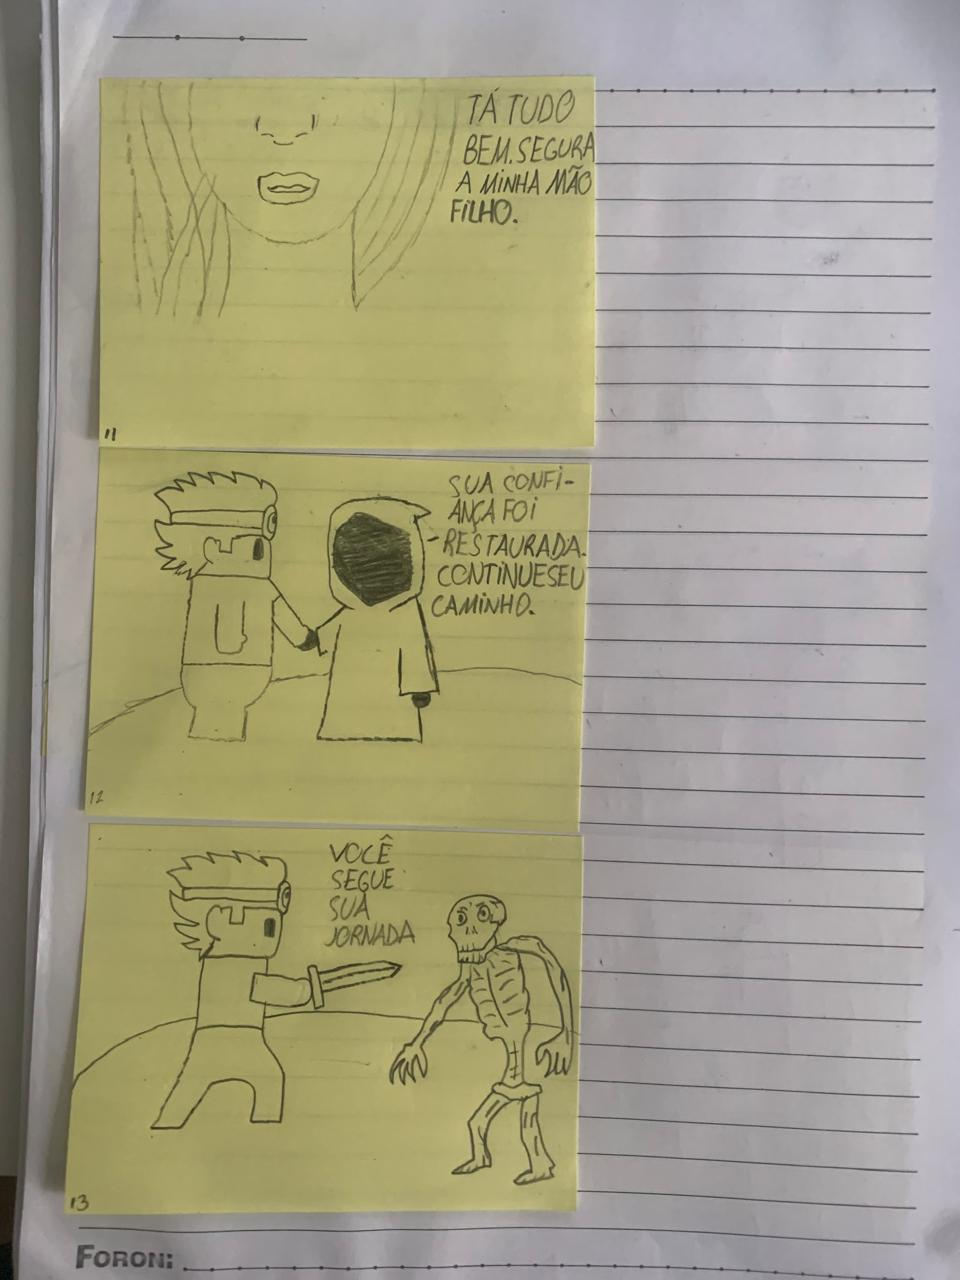 TÁ TUDO
BEM. SEGURA
A MINHA MÃO
FILHO.
11
SUA CONFI-
ANÇA FOI
RESTAURADA.
CONTINUE SEU
CAMINHO.
12
VOCÊ
SEGUE
SUA
JORNADA
13
FORONI: